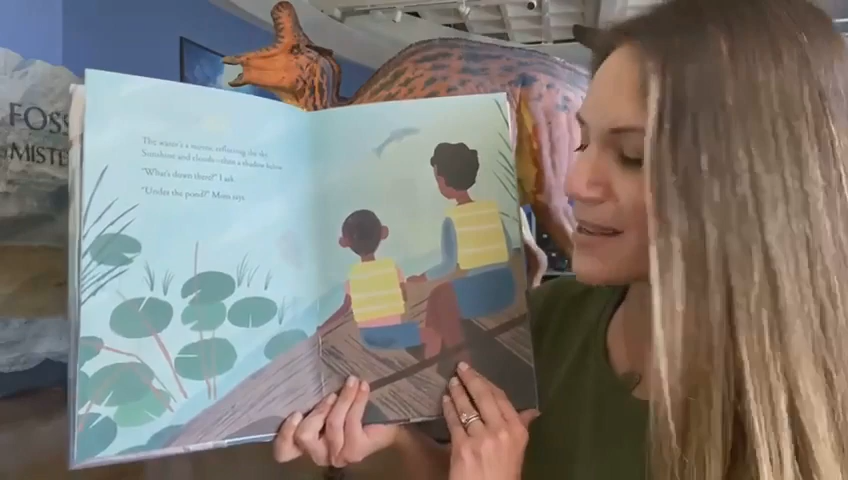 FOSS
MIST
The water's a mirror, reflecting the sky.
Sunshine and clouds—then a shadow below.
"What's down there?" I ask.
"Under the pond?" Mom says.